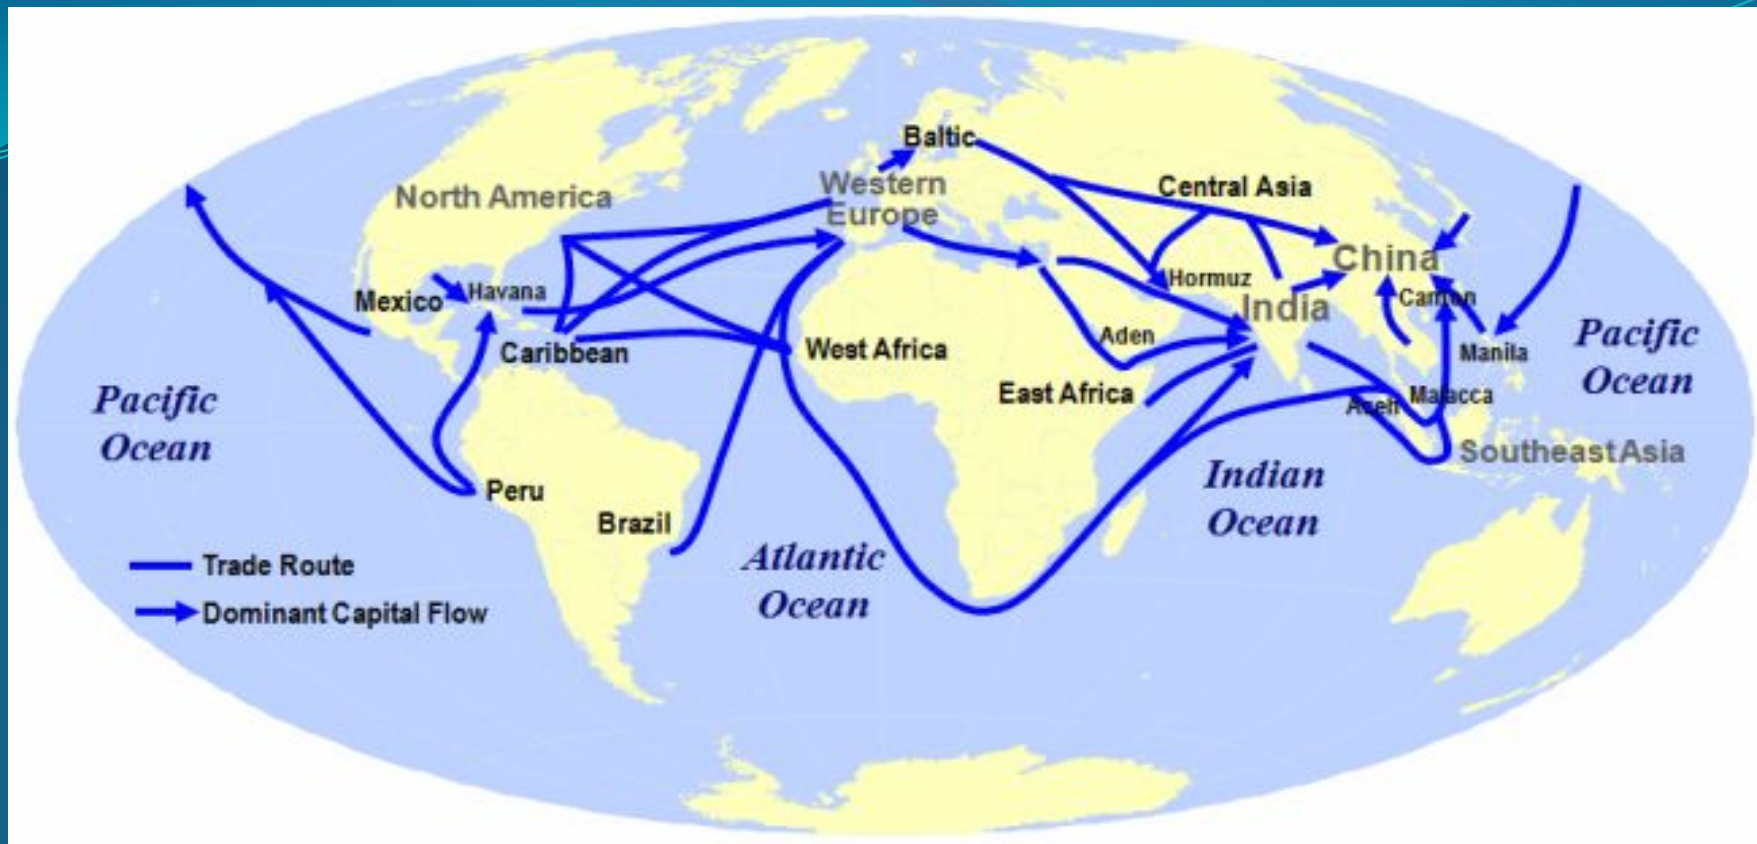 Baltic
Western
Europe
Central Asia
North America
China
Hormuz
Mexico
Havana
India
Canton
Caribbean
West Africa
Aden
Manila
Pacific
Ocean
East Africa
Aceh
Malacca
Pacific
Ocean
Southeast Asia
Peru
Indian
Ocean
Brazil
Atlantic
Ocean
Trade Route
Dominant Capital Flow